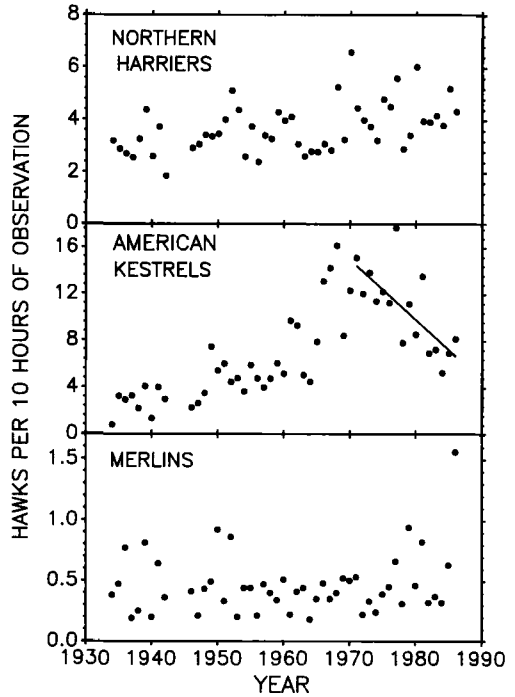 HAWKS PER 10 HOURS OF OBSERVATION
8
6
4
2
0
NORTHERN
HARRIERS
16
12
8
4
0
AMERICAN
KESTRELS
1.5
1.0
0.5
0.0
MERLINS
1930 1940 1950 1960 1970 1980 1990
YEAR